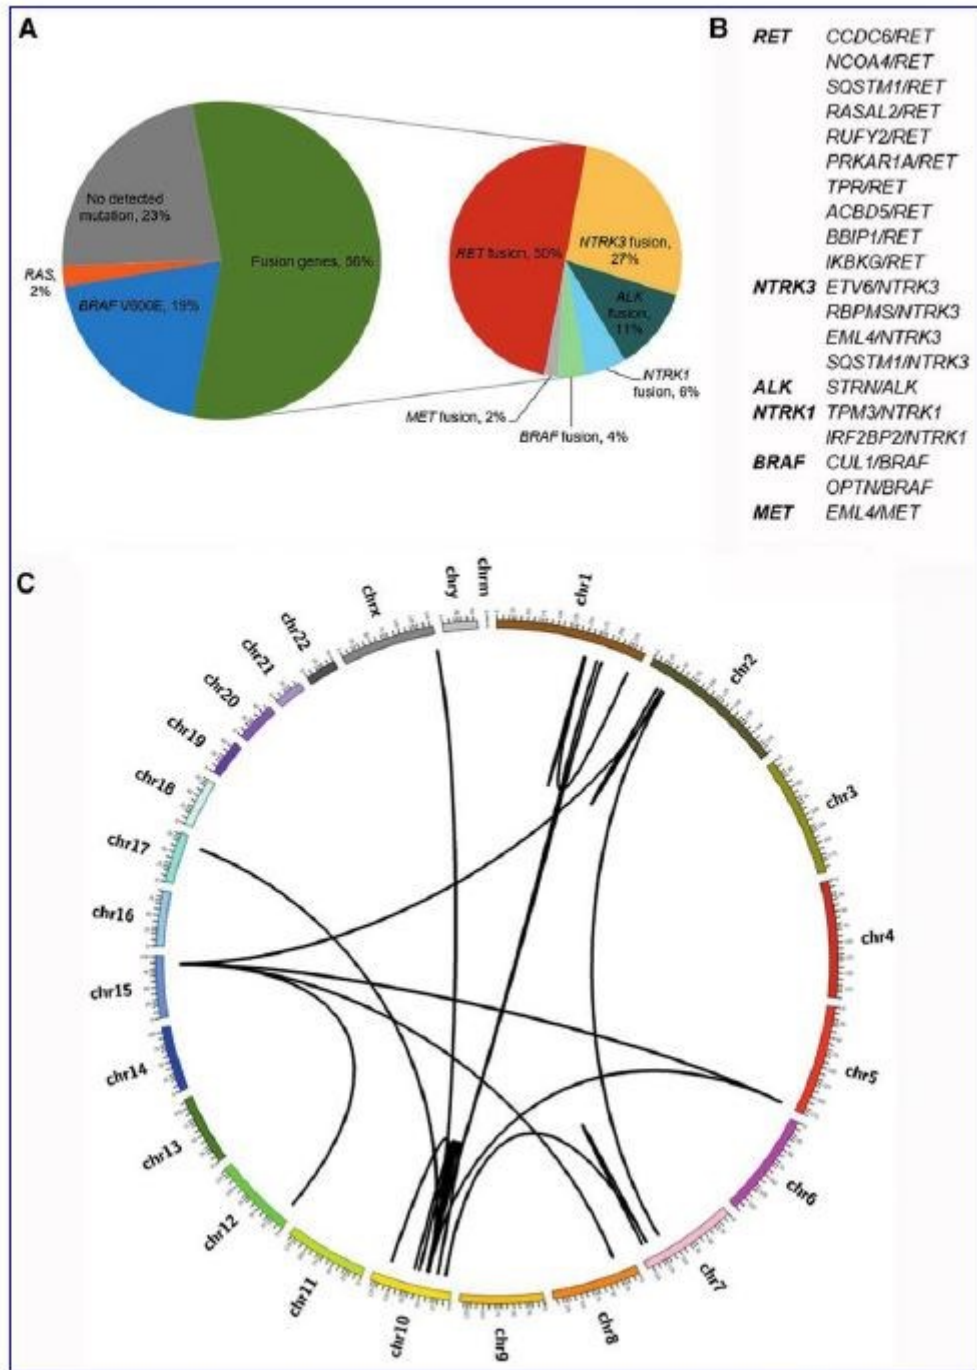 A
No detected
mutation, 23%
Fusion genes, 56%
RAS,
2%
BRAF V600E, 19%
RET fusion, 50%
NTRK3 fusion,
27%
ALK
fusion,
11%
NTRK1
fusion, 6%
MET fusion, 2%
BRAF fusion, 4%
B
RET CCDC6/RET
NCOA4/RET
SQSTM1/RET
RASAL2/RET
RUFY2/RET
PRKAR1A/RET
TPR/RET
ACBD5/RET
BBIP1/RET
IKBKG/RET
NTRK3 ETV6/NTRK3
RBPMS/NTRK3
EML4/NTRK3
SQSTM1/NTRK3
ALK STRN/ALK
NTRK1 TPM3/NTRK1
IRF2BP2/NTRK1
BRAF CUL1/BRAF
OPTN/BRAF
MET EML4/MET
C
chr1
chr2
chr3
chr4
chr5
chr6
chr7
chr8
chr9
chr10
chr11
chr12
chr13
chr14
chr15
chr16
chr17
chr18
chr19
chr20
chr21
chr22
chrx
chry
chrm